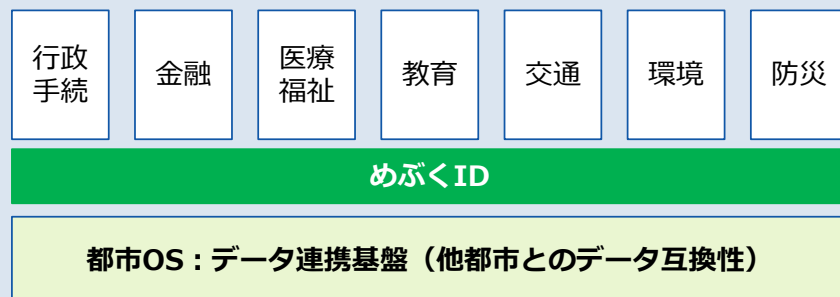 行政
手続
金融
医療
福祉
教育
交通
環境
防災
めぶくID
都市OS：データ連携基盤（他都市とのデータ互換性）